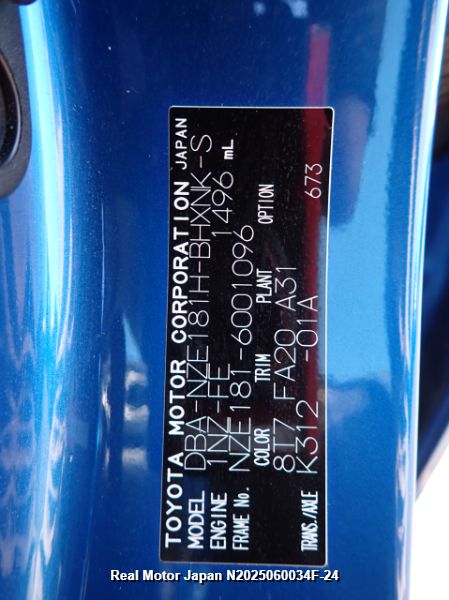 TOYOTA MOTOR CORPORATION JAPAN
MODEL DBA-NZE181H-BHXNK-S
ENGINE 1NZ-FE 1496 mL
FRAME No. NZE181-6001096
COLOR TRIM PLANT OPTION
8T7 FA20 A31
TRANS./AXLE K312 -01A 673
Real Motor Japan N2025060034F-24